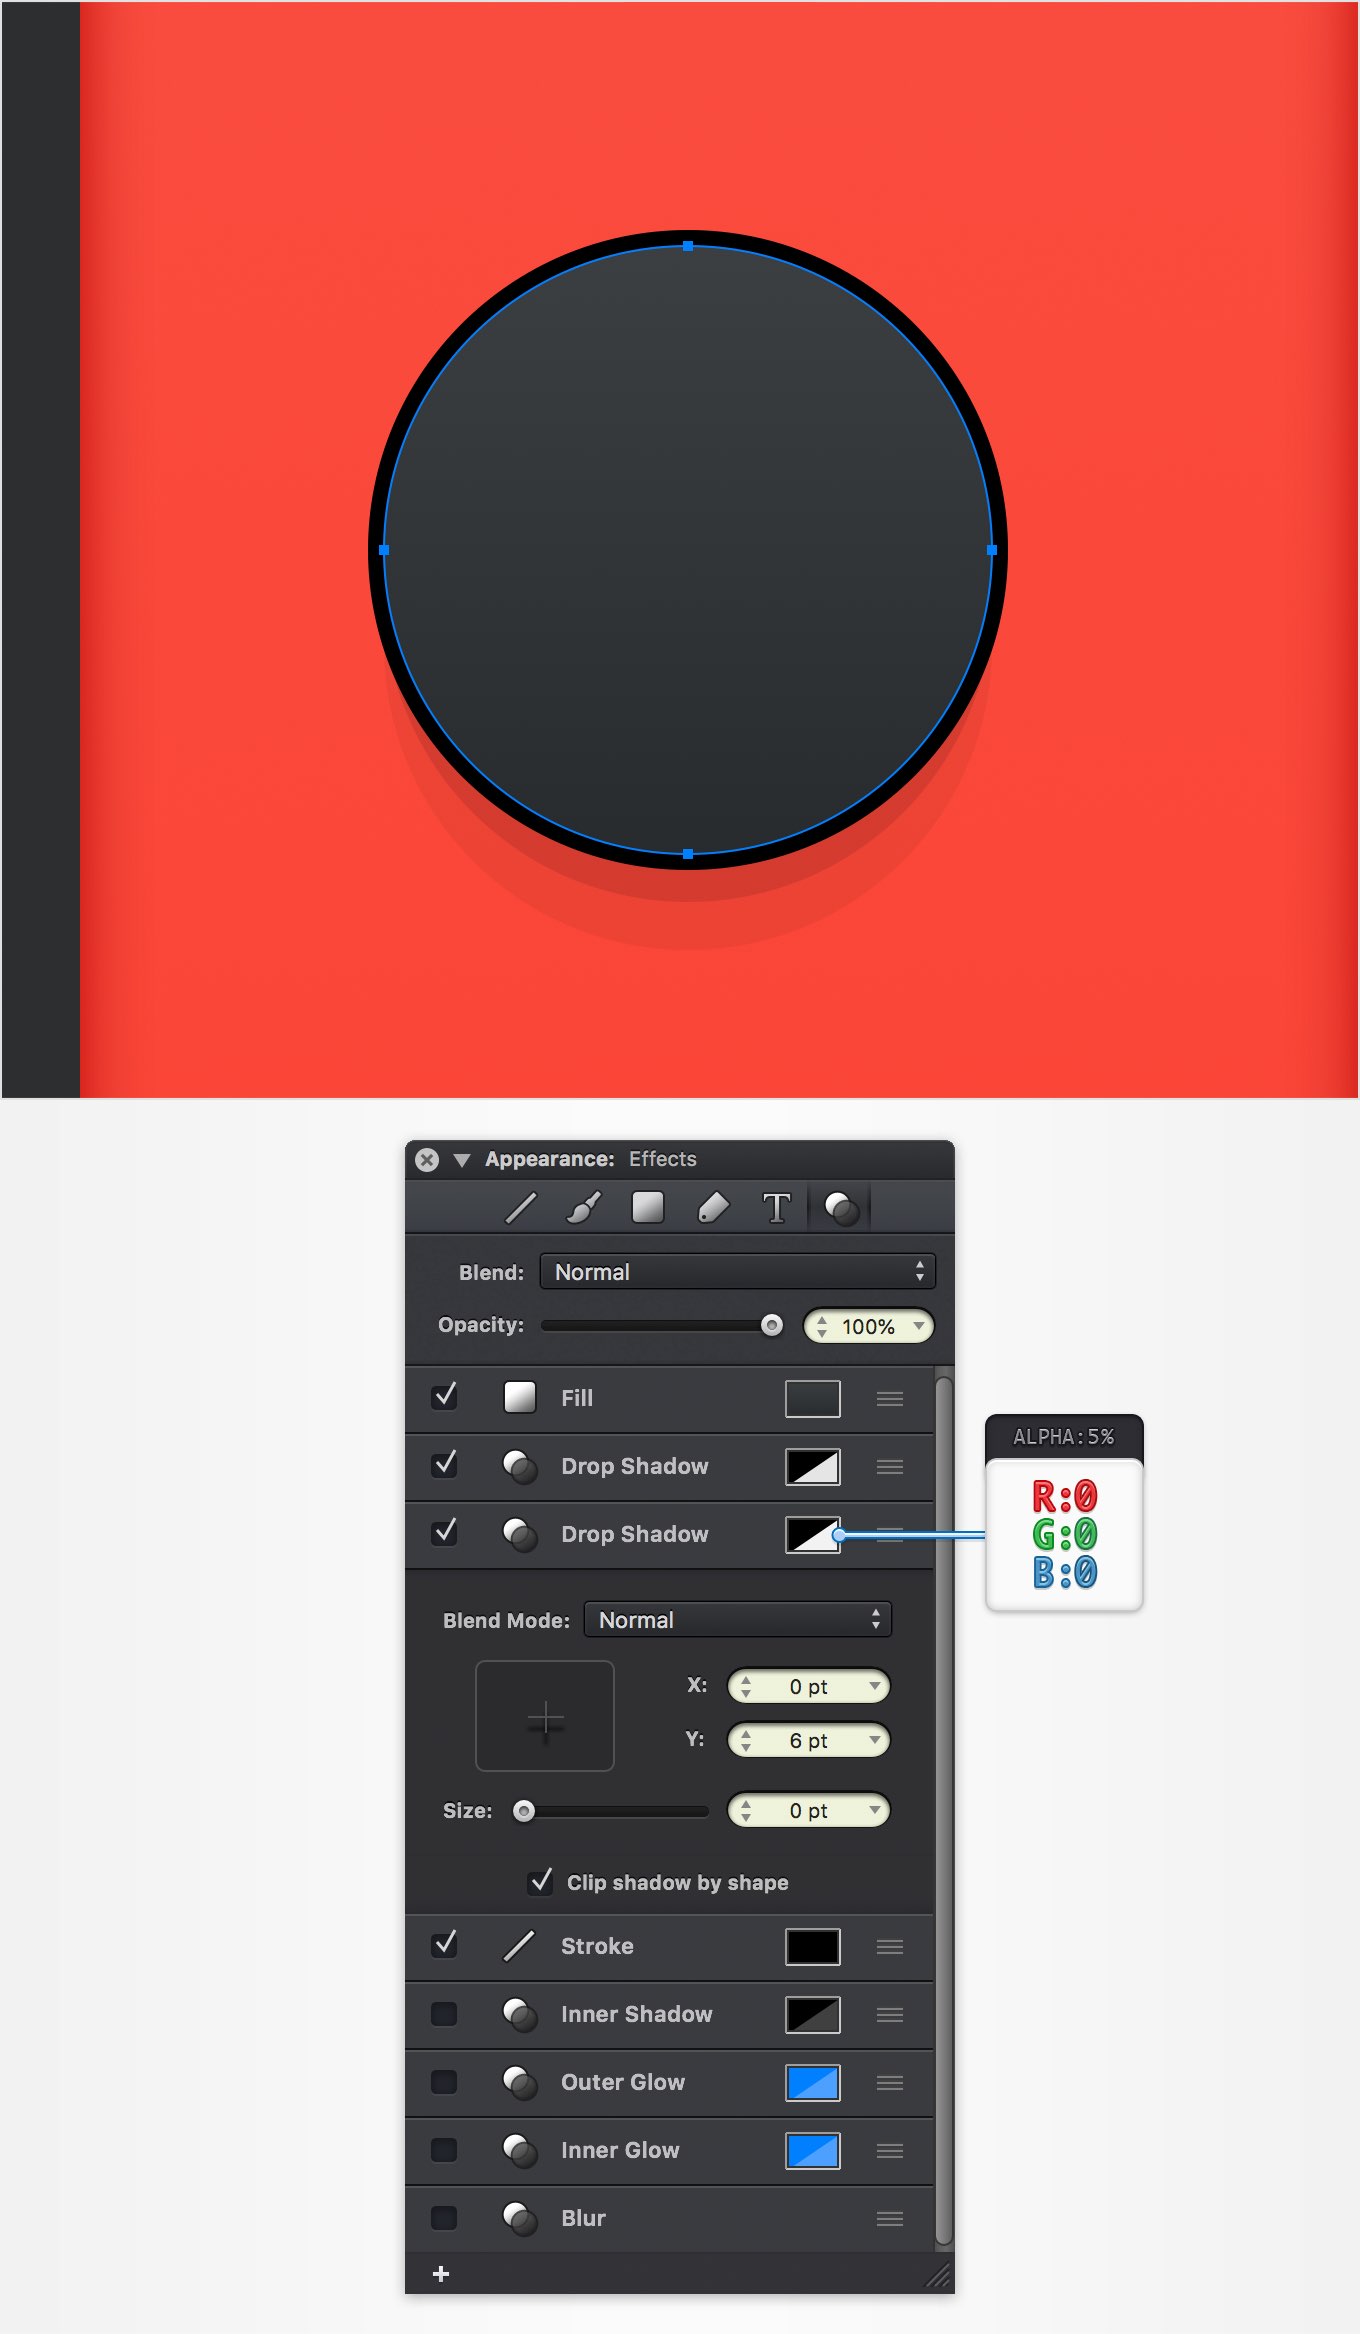 Appearance: Effects
T
Blend: Normal
Opacity: 100%
Fill
Drop Shadow
Drop Shadow
ALPHA:5%
R:0
G:0
B:0
Blend Mode: Normal
X: 0 pt
Y: 6 pt
Size: 0 pt
Clip shadow by shape
Stroke
Inner Shadow
Outer Glow
Inner Glow
Blur
+